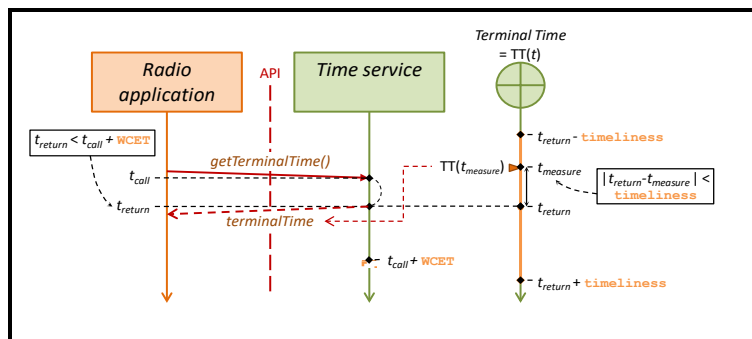 Terminal Time
= TT(t)
Radio
application
API
Time service
t_return < t_call + WCET
getTerminalTime()
t_call
t_return
terminalTime
t_call + WCET
TT(t_measure)
t_return - timeliness
t_measure
t_return
|t_return-t_measure| <
timeliness
t_return + timeliness